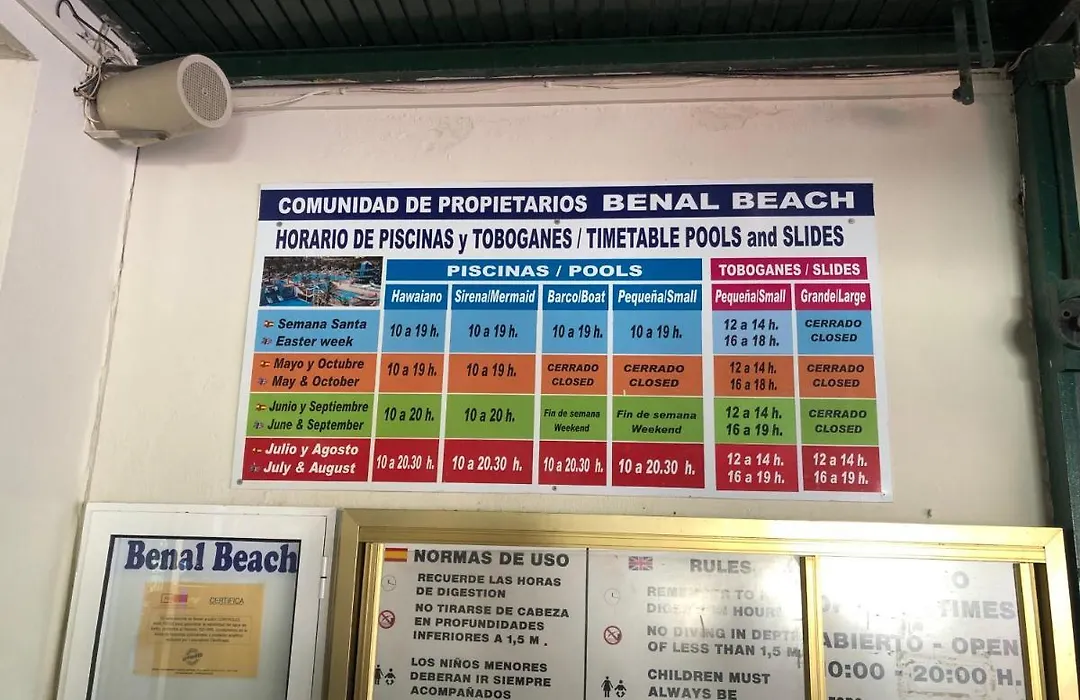 COMUNIDAD DE PROPIETARIOS BENAL BEACH
HORARIO DE PISCINAS y TOBOGANES / TIMETABLE POOLS and SLIDES
PISCINAS / POOLS
TOBOGANES / SLIDES
Hawaiano
Sirena/Mermaid
Barco/Boat
Pequeña/Small
Pequeña/Small
Grande/Large
Semana Santa
Easter week
10 a 19 h.
10 a 19 h.
10 a 19 h.
10 a 19 h.
12 a 14 h.
16 a 18 h.
CERRADO
CLOSED
Mayo y Octubre
May & October
10 a 19 h.
10 a 19 h.
CERRADO
CLOSED
CERRADO
CLOSED
12 a 14 h.
16 a 18 h.
CERRADO
CLOSED
Junio y Septiembre
June & September
10 a 20 h.
10 a 20 h.
Fin de semana
Weekend
Fin de semana
Weekend
12 a 14 h.
16 a 19 h.
CERRADO
CLOSED
Julio y Agosto
July & August
10 a 20.30 h.
10 a 20.30 h.
10 a 20.30 h.
10 a 20.30 h.
12 a 14 h.
16 a 19 h.
12 a 14 h.
16 a 19 h.
Benal Beach
CERTIFICA
NORMAS DE USO
RECUERDE LAS HORAS
DE DIGESTION
NO TIRARSE DE CABEZA
EN PROFUNDIDADES
INFERIORES A 1,5 M .
LOS NIÑOS MENORES
DEBERAN IR SIEMPRE
ACOMPAÑADOS
RULES
NO DIVING IN DEPT
OF LESS THAN 1,5 M
CHILDREN MUST
ALWAYS BE
TIMES
ABIERTO - OPEN
0:00 - 20:00 H.